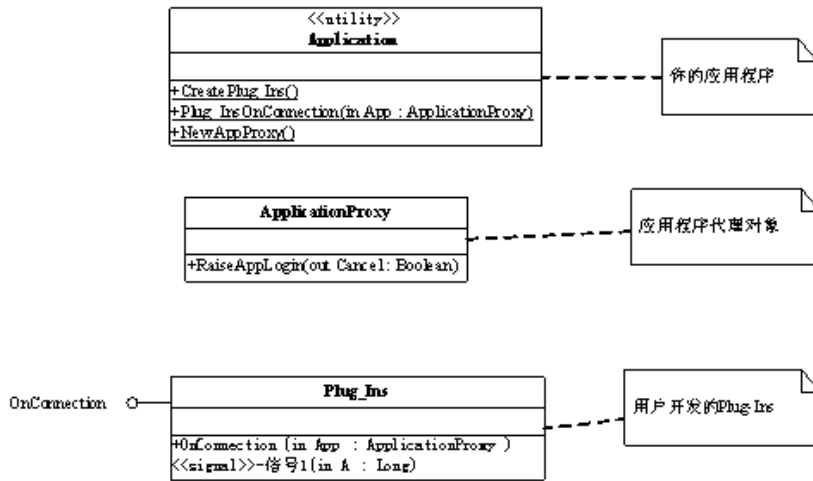 <<utility>>
Application
+CreatePlug_Ins()
+Plug_InsOnConnection(in App : ApplicationProxy)
+NewAppProxy()
你的应用程序
ApplicationProxy
+RaiseAppLogin(out Cancel : Boolean)
应用程序代理对象
OnConnection
Plug_Ins
+OnConnection (in App : ApplicationProxy )
<<signal>>-信号1(in A : Long)
用户开发的Plug-Ins